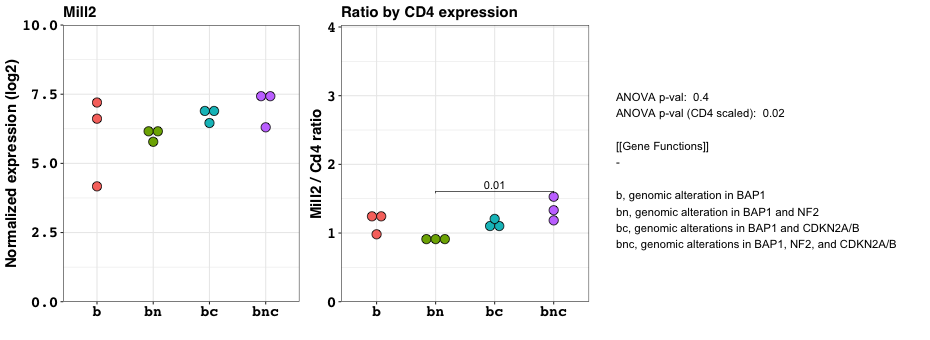 Mill2
Normalized expression (log2)
10.0
7.5
5.0
2.5
0.0
b
bn
bc
bnc
Ratio by CD4 expression
Mill2 / Cd4 ratio
4
3
2
1
0
0.01
b
bn
bc
bnc
ANOVA p-val: 0.4
ANOVA p-val (CD4 scaled): 0.02
[[Gene Functions]]
-
b, genomic alteration in BAP1
bn, genomic alteration in BAP1 and NF2
bc, genomic alterations in BAP1 and CDKN2A/B
bnc, genomic alterations in BAP1, NF2, and CDKN2A/B